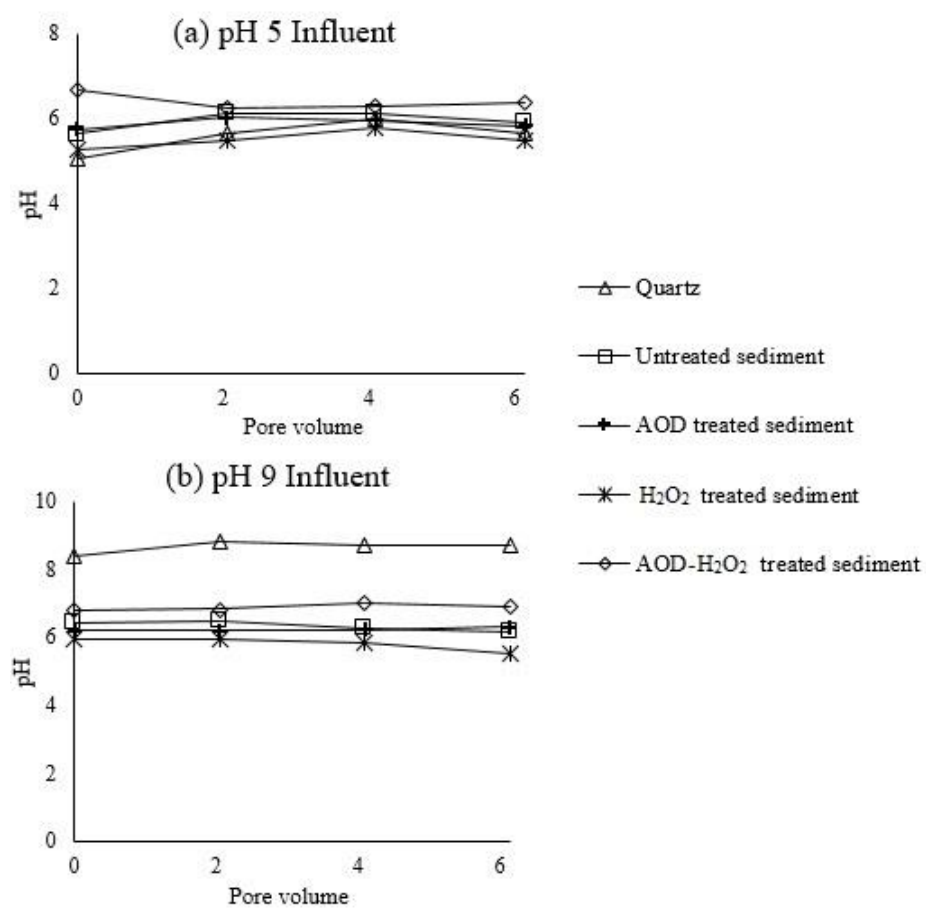 (a) pH 5 Influent
8
6
4
2
0
pH
0 2 4 6
Pore volume
(b) pH 9 Influent
10
8
6
4
2
0
pH
0 2 4 6
Pore volume
Quartz
Untreated sediment
AOD treated sediment
H₂O₂ treated sediment
AOD-H₂O₂ treated sediment